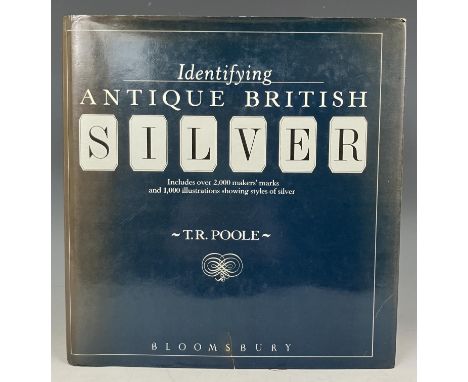 Identifying
ANTIQUE BRITISH
SILVER
Includes over 2,000 makers' marks
and 1,000 illustrations showing styles of silver
~ T.R. POOLE ~
BLOOMSBURY